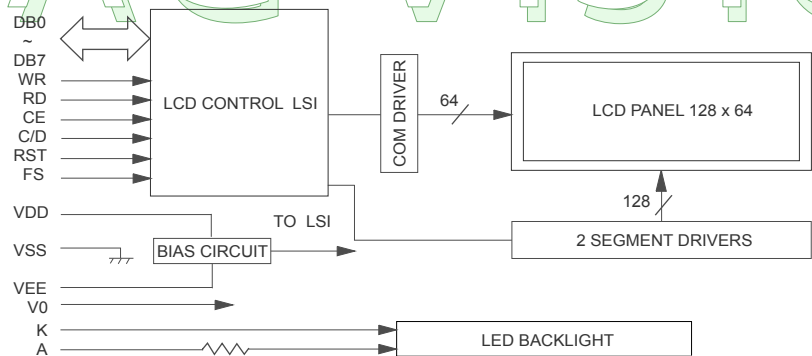 DB0
~
DB7
WR
RD
CE
C/D
RST
FS
LCD CONTROL LSI
COM DRIVER
64
LCD PANEL 128 x 64
128
2 SEGMENT DRIVERS
VDD
VSS
VEE
V0
TO LSI
BIAS CIRCUIT
K
A
LED BACKLIGHT